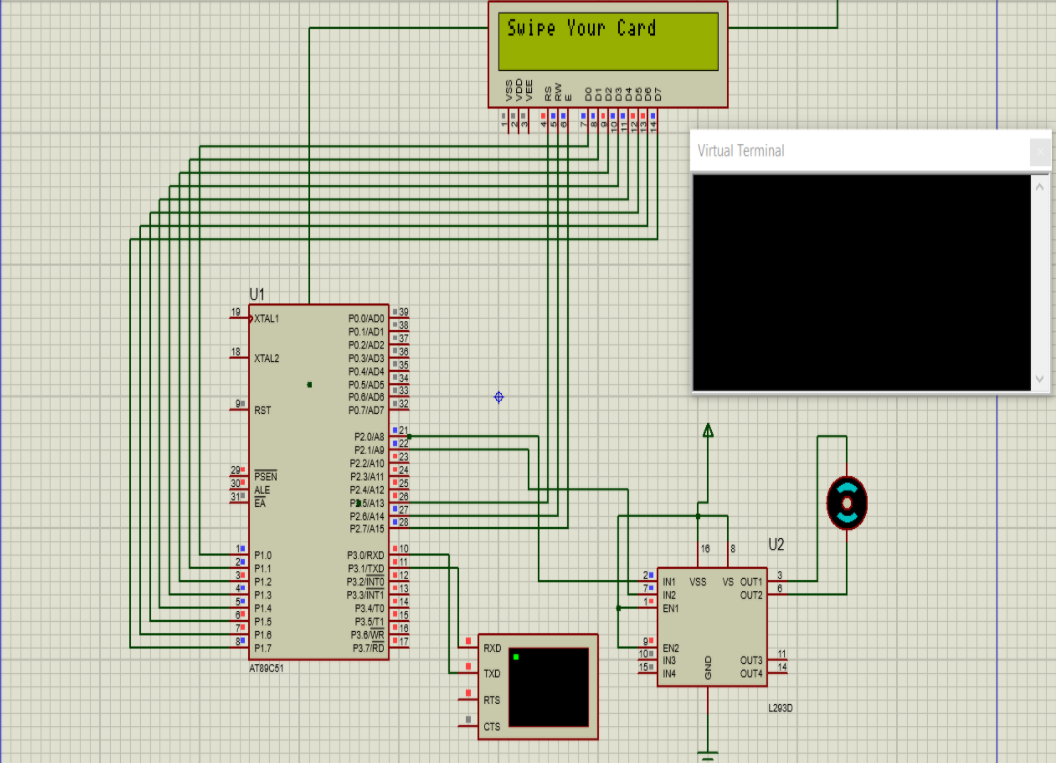 Swipe Your Card
VSS VDD VEE RS RW E D0 D1 D2 D3 D4 D5 D6 D7
1 2 3 4 5 6 7 8 9 10 11 12 13 14
Virtual Terminal
U1
19 XTAL1
18 XTAL2
9 RST
29 PSEN
30 ALE
31 EA
1 P1.0
2 P1.1
3 P1.2
4 P1.3
5 P1.4
6 P1.5
7 P1.6
8 P1.7
P0.0/AD0 39
P0.1/AD1 38
P0.2/AD2 37
P0.3/AD3 36
P0.4/AD4 35
P0.5/AD5 34
P0.6/AD6 33
P0.7/AD7 32
P2.0/A8 21
P2.1/A9 22
P2.2/A10 23
P2.3/A11 24
P2.4/A12 25
P2.5/A13 26
P2.6/A14 27
P2.7/A15 28
P3.0/RXD 10
P3.1/TXD 11
P3.2/INT0 12
P3.3/INT1 13
P3.4/T0 14
P3.5/T1 15
P3.6/WR 16
P3.7/RD 17
AT89C51
RXD
TXD
RTS
CTS
U2
16 8
2 IN1 VSS VS OUT1 3
7 IN2 OUT2 6
1 EN1
9 EN2
10 IN3 OUT3 11
15 IN4 GND OUT4 14
L293D